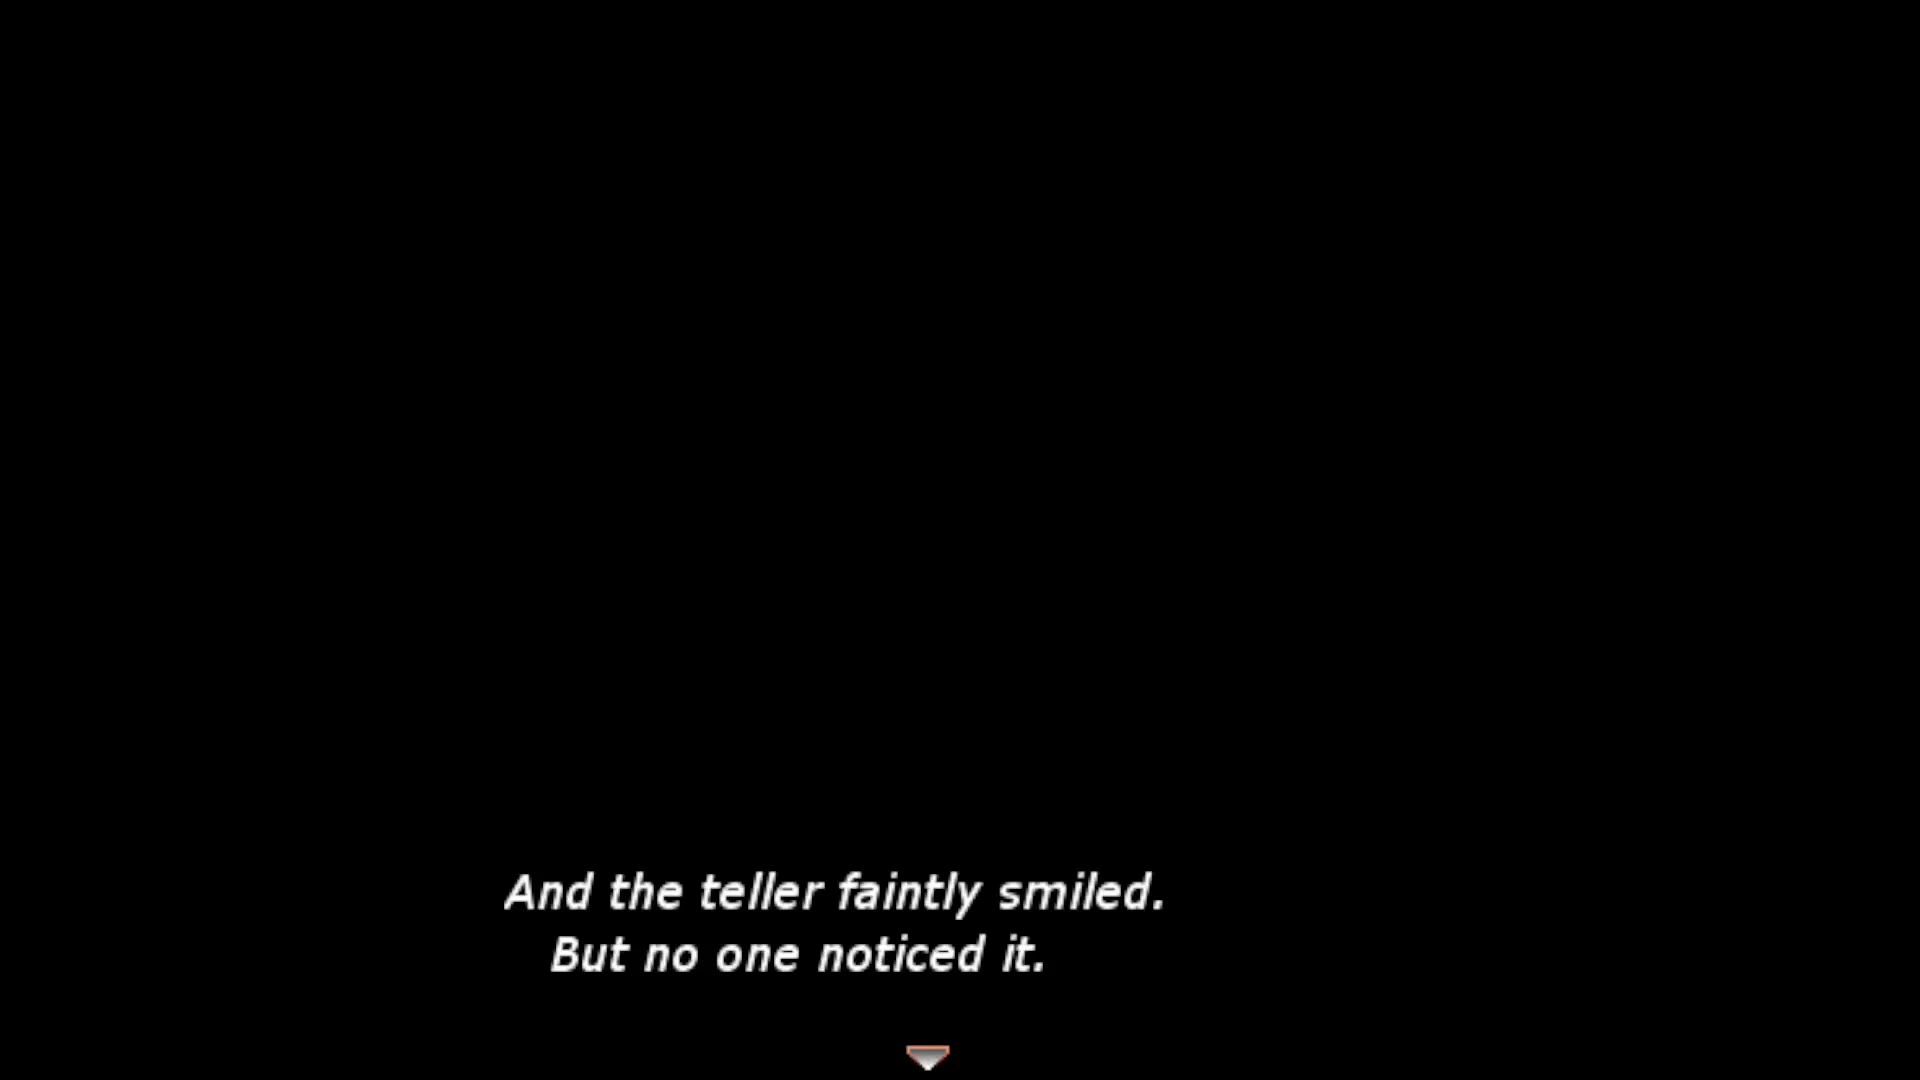 And the teller faintly smiled.
But no one noticed it.